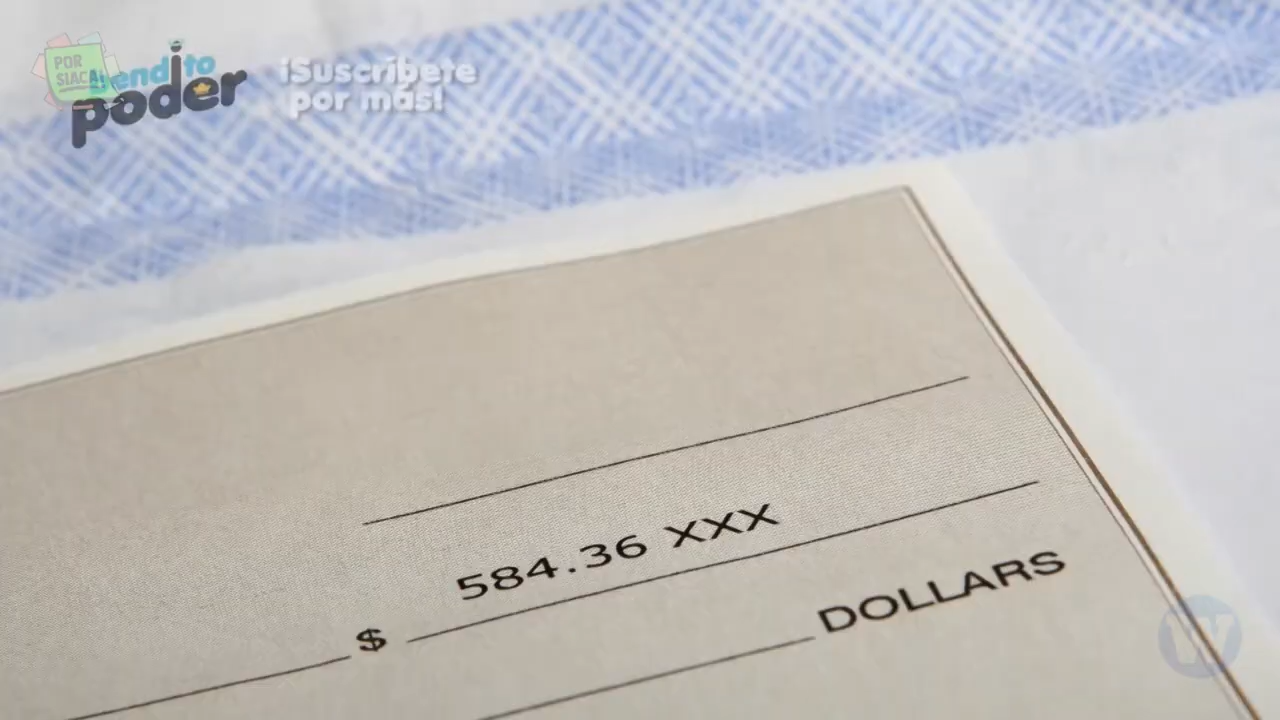 POR
SIACA
bendito
poder
¡Suscríbete
por más!
584.36 XXX
$
DOLLARS
W